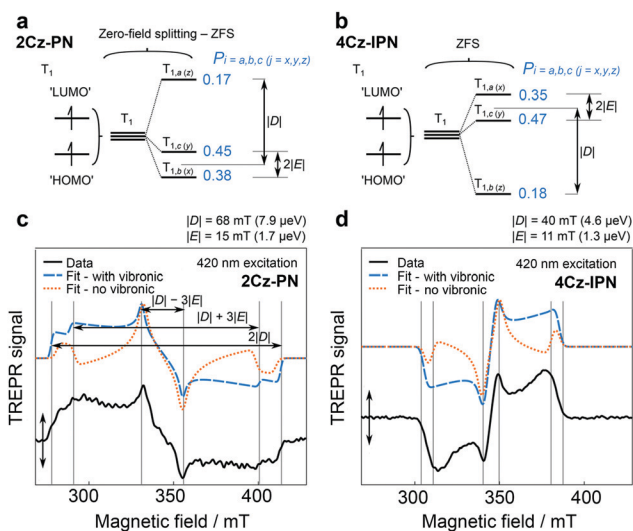 a
2Cz-PN
Zero-field splitting – ZFS
P i = a,b,c (j = x,y,z)
T1
'LUMO'
'HOMO'
T1
T1,a (z)
0.17
T1,c (y)
0.45
T1,b (x)
0.38
|D|
2|E|
b
4Cz-IPN
ZFS
P i = a,b,c (j = x,y,z)
T1
'LUMO'
'HOMO'
T1
T1,a (x)
0.35
T1,c (y)
0.47
T1,b (z)
0.18
2|E|
|D|
c
|D| = 68 mT (7.9 µeV)
|E| = 15 mT (1.7 µeV)
Data
420 nm excitation
Fit - with vibronic
2Cz-PN
Fit - no vibronic
|D| − 3|E|
|D| + 3|E|
2|D|
TREPR signal
300
350
400
Magnetic field / mT
d
|D| = 40 mT (4.6 µeV)
|E| = 11 mT (1.3 µeV)
Data
420 nm excitation
Fit - with vibronic
4Cz-IPN
Fit - no vibronic
TREPR signal
300
350
400
Magnetic field / mT